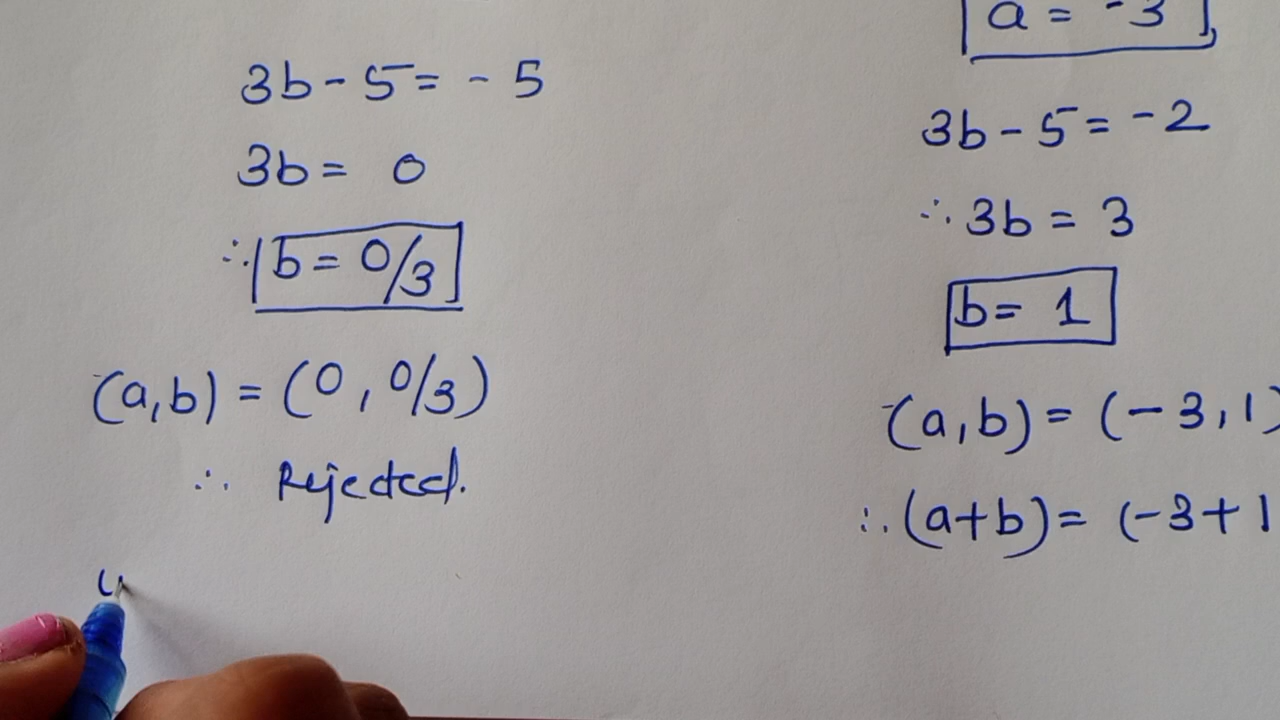 3b - 5 = - 5
3b = 0
∴ b = 0/3
(a,b) = (0, 0/3)
∴ Rejected.
a = -3
3b - 5 = -2
∴ 3b = 3
b = 1
(a,b) = (-3, 1)
∴ (a+b) = (-3+1